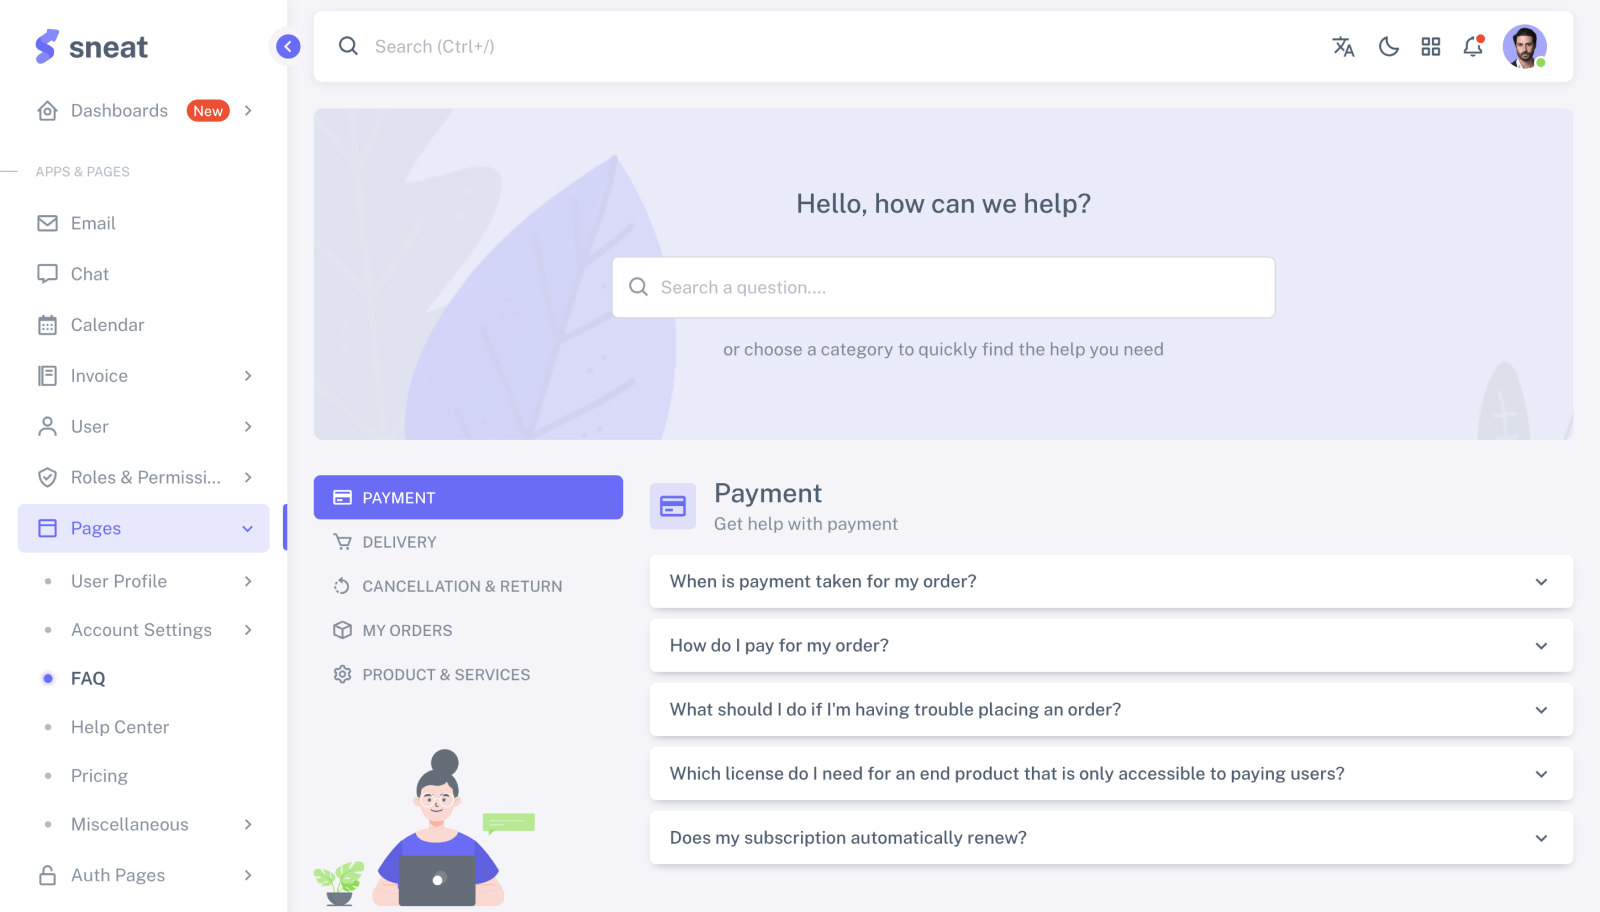 sneat
Search (Ctrl+/)
Dashboards New
APPS & PAGES
Email
Chat
Calendar
Invoice
User
Roles & Permissi...
Pages
User Profile
Account Settings
FAQ
Help Center
Pricing
Miscellaneous
Auth Pages
Hello, how can we help?
Search a question....
or choose a category to quickly find the help you need
PAYMENT
DELIVERY
CANCELLATION & RETURN
MY ORDERS
PRODUCT & SERVICES
Payment
Get help with payment
When is payment taken for my order?
How do I pay for my order?
What should I do if I'm having trouble placing an order?
Which license do I need for an end product that is only accessible to paying users?
Does my subscription automatically renew?